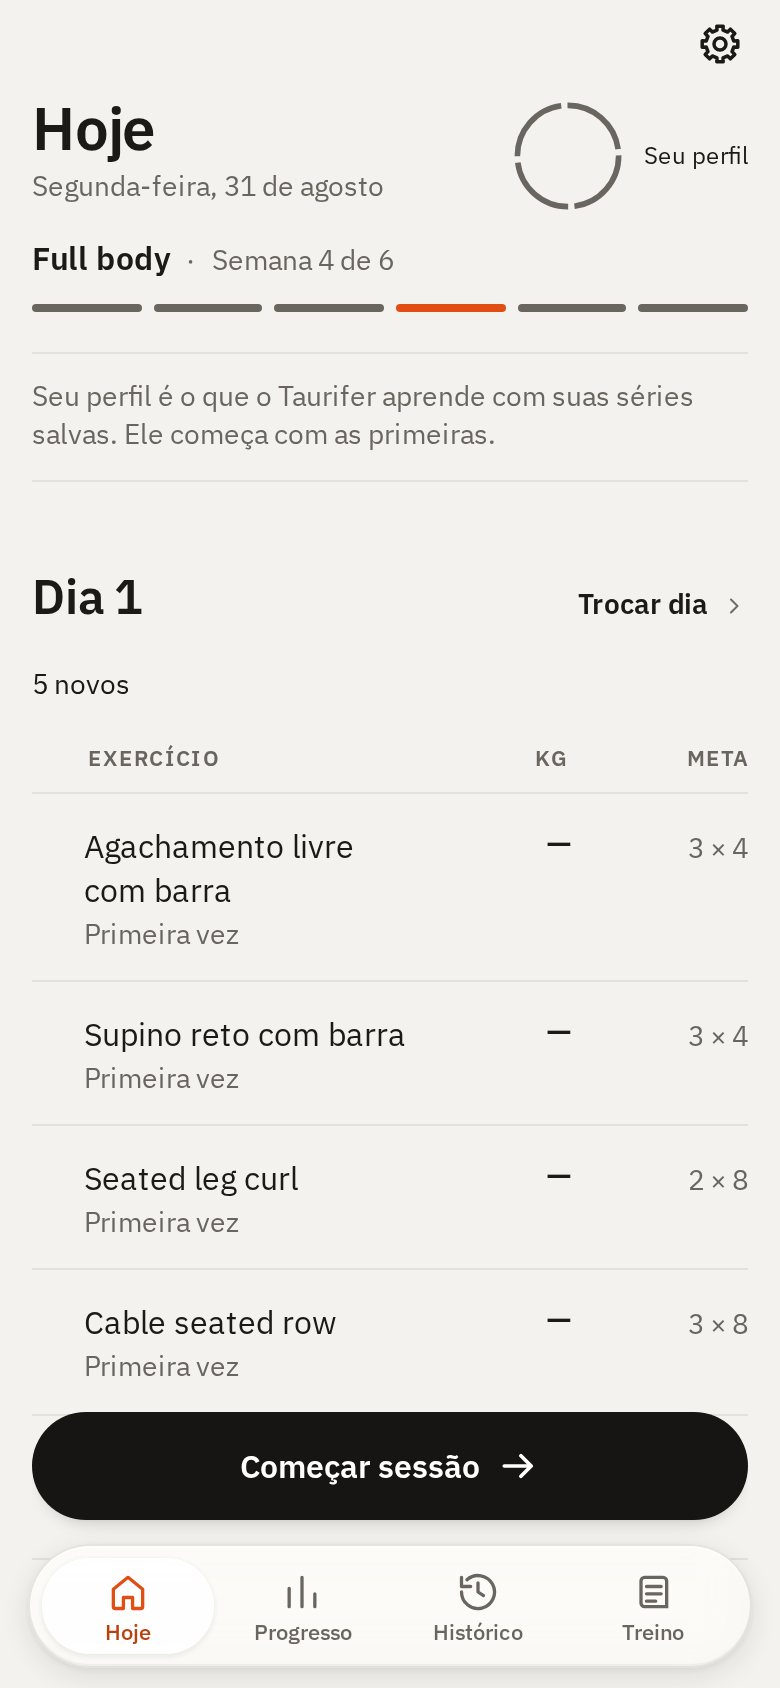 Hoje
Segunda-feira, 31 de agosto
Seu perfil
Full body · Semana 4 de 6
Seu perfil é o que o Taurifer aprende com suas séries
salvas. Ele começa com as primeiras.
Dia 1
Trocar dia
5 novos
EXERCÍCIO KG META
Agachamento livre — 3 × 4
com barra
Primeira vez
Supino reto com barra — 3 × 4
Primeira vez
Seated leg curl — 2 × 8
Primeira vez
Cable seated row — 3 × 8
Primeira vez
Começar sessão →
Hoje Progresso Histórico Treino